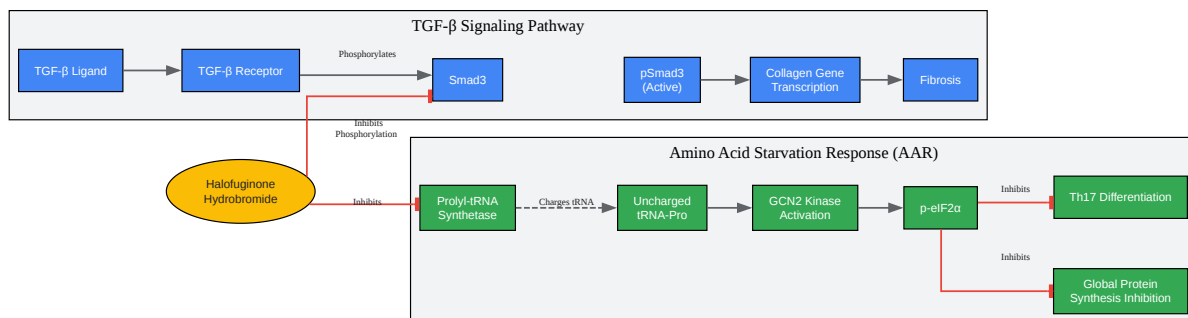 TGF-β Signaling Pathway
Phosphorylates
TGF-β Ligand
TGF-β Receptor
Smad3
pSmad3
(Active)
Collagen Gene
Transcription
Fibrosis
Inhibits
Phosphorylation
Amino Acid Starvation Response (AAR)
Halofuginone
Hydrobromide
Inhibits
Prolyl-tRNA
Synthetase
Charges tRNA
Uncharged
tRNA-Pro
GCN2 Kinase
Activation
p-eIF2α
Inhibits
Th17 Differentiation
Inhibits
Global Protein
Synthesis Inhibition